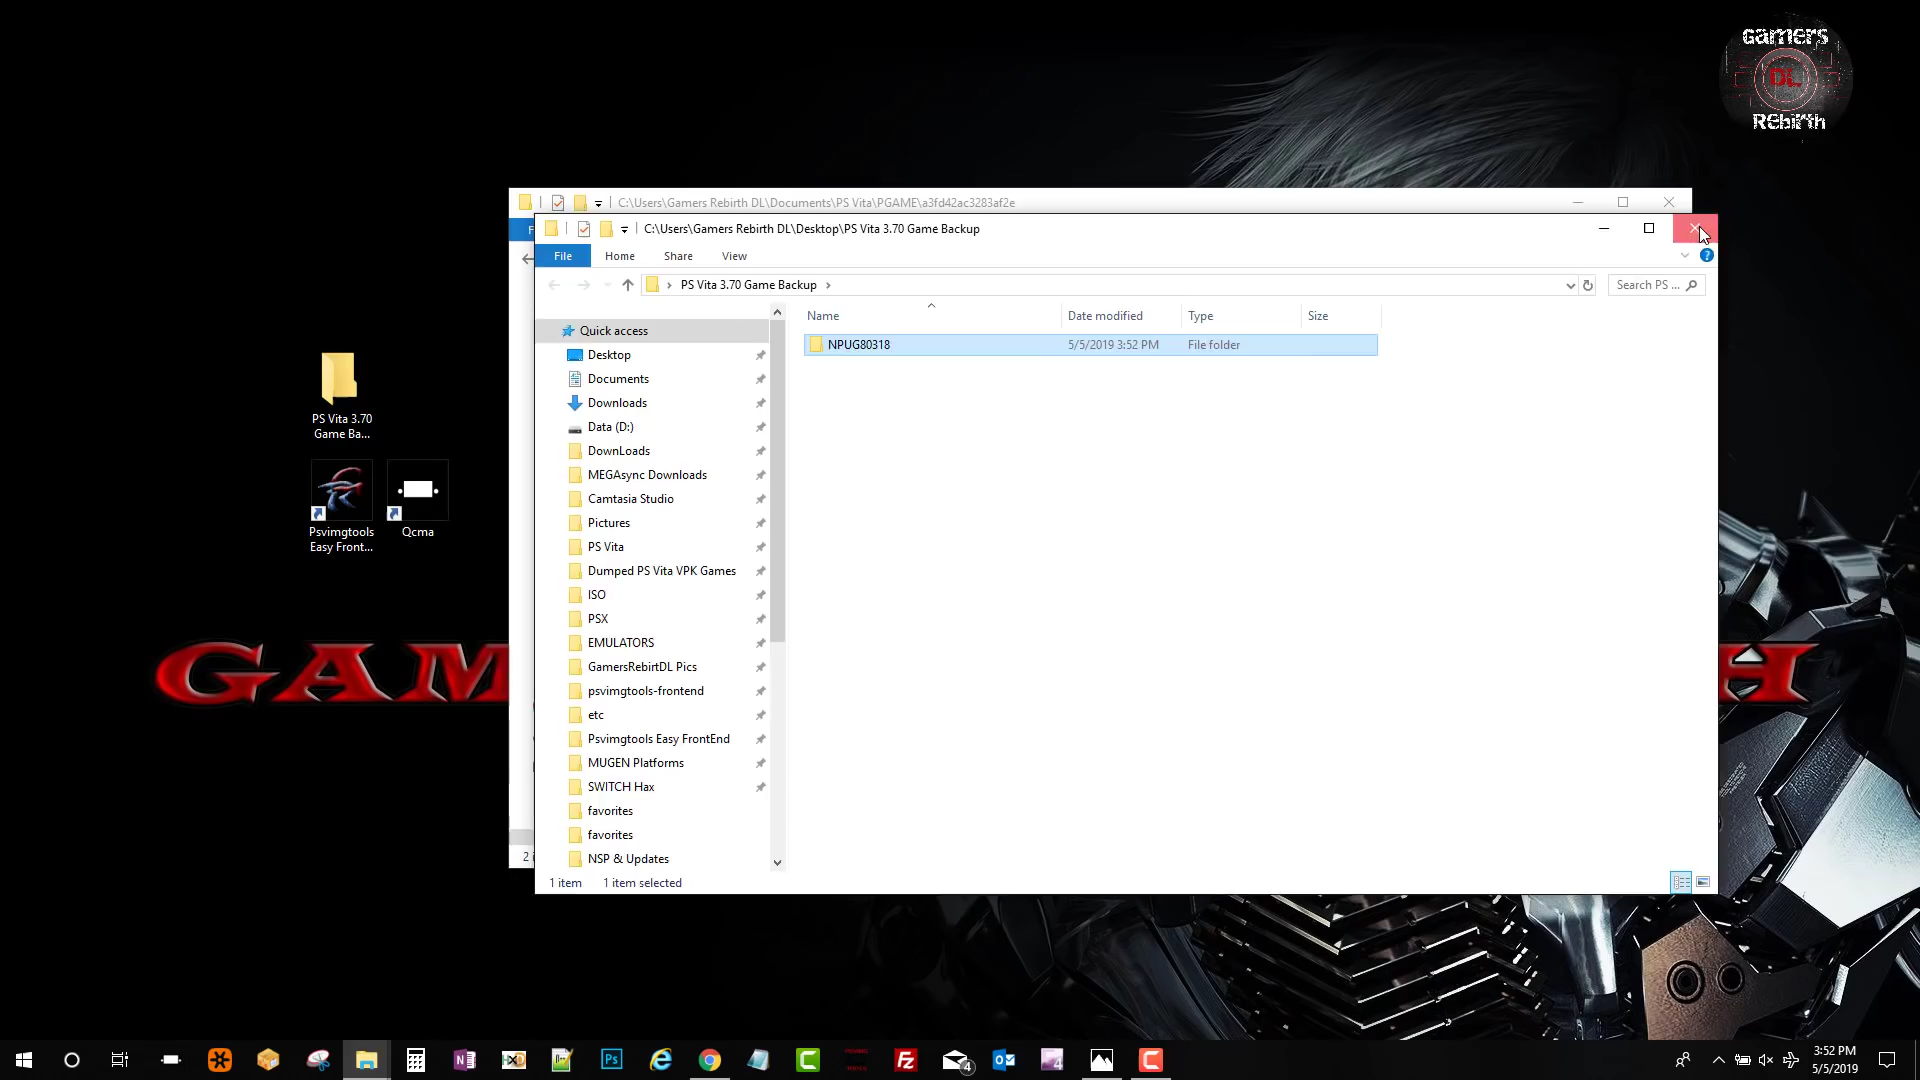 GAMERS
DL
REbirth
C:\Users\Gamers Rebirth DL\Documents\PS Vita\PGAME\a3fd42ac3283af2e
F
C:\Users\Gamers Rebirth DL\Desktop\PS Vita 3.70 Game Backup
File
Home
Share
View
PS Vita 3.70 Game Backup
Search PS ...
Name
Date modified
Type
Size
NPUG80318
5/5/2019 3:52 PM
File folder
Quick access
Desktop
Documents
Downloads
Data (D:)
DownLoads
MEGAsync Downloads
Camtasia Studio
Pictures
PS Vita
Dumped PS Vita VPK Games
ISO
PSX
EMULATORS
GamersRebirtDL Pics
psvimgtools-frontend
etc
Psvimgtools Easy FrontEnd
MUGEN Platforms
SWITCH Hax
favorites
favorites
NSP & Updates
2 i
1 item
1 item selected
PS Vita 3.70
Game Ba...
Psvimgtools
Easy Front...
Qcma
GAM
H
4
3:52 PM
5/5/2019